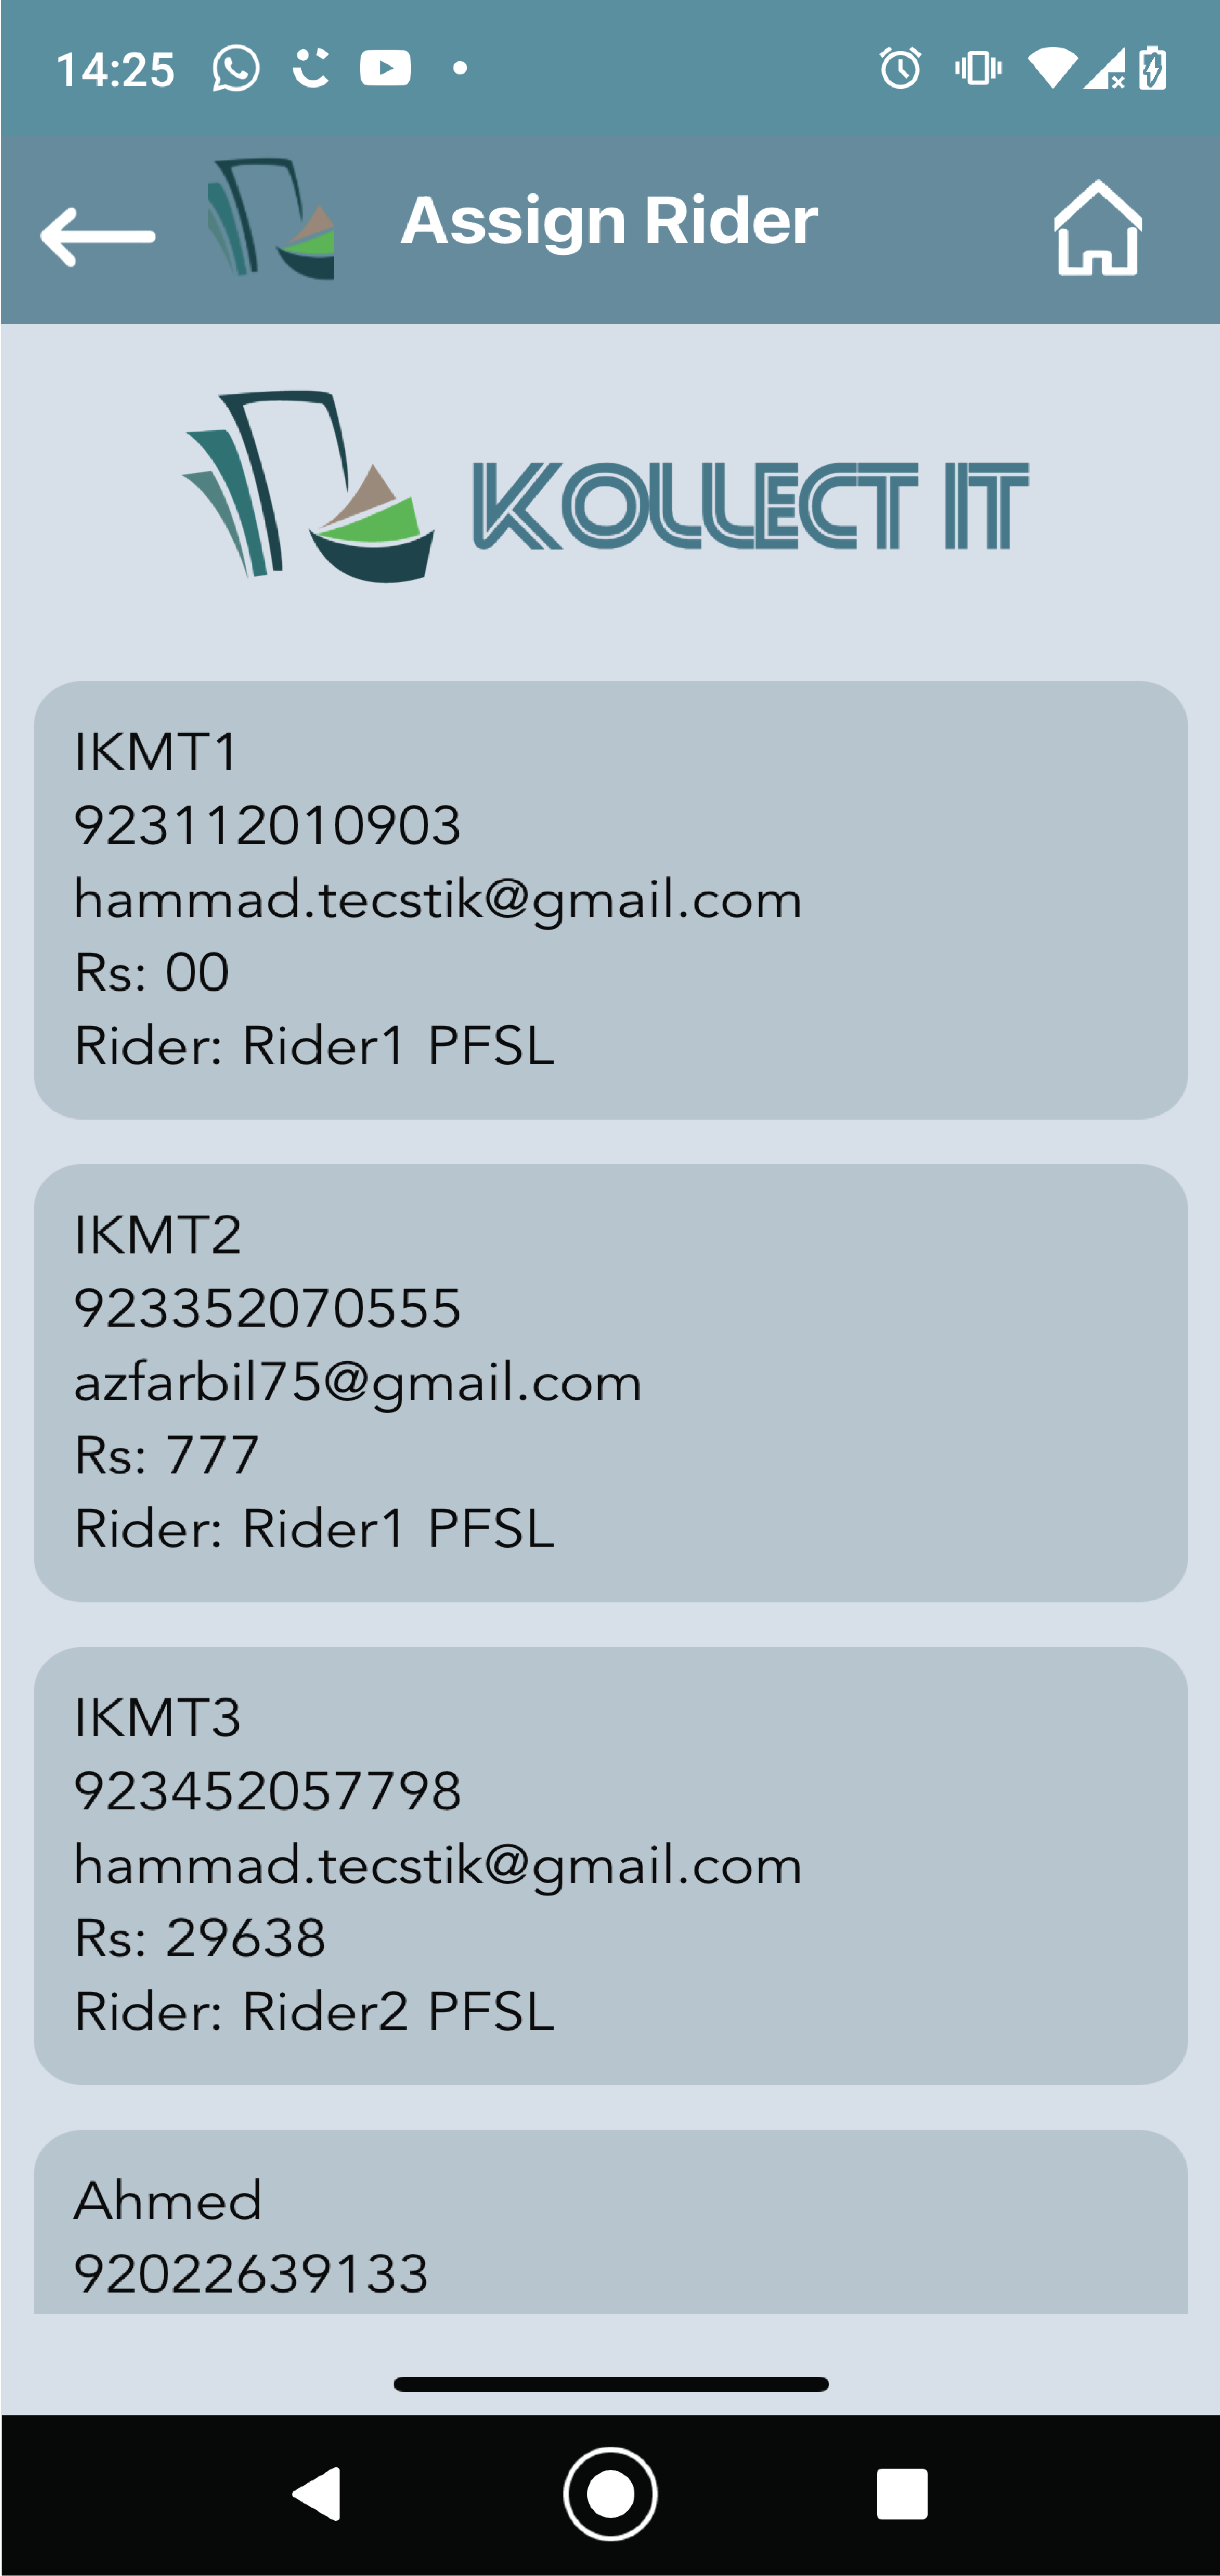 14:25
Assign Rider
KOLLECT IT
IKMT1
923112010903
hammad.tecstik@gmail.com
Rs: 00
Rider: Rider1 PFSL
IKMT2
923352070555
azfarbil75@gmail.com
Rs: 777
Rider: Rider1 PFSL
IKMT3
923452057798
hammad.tecstik@gmail.com
Rs: 29638
Rider: Rider2 PFSL
Ahmed
92022639133